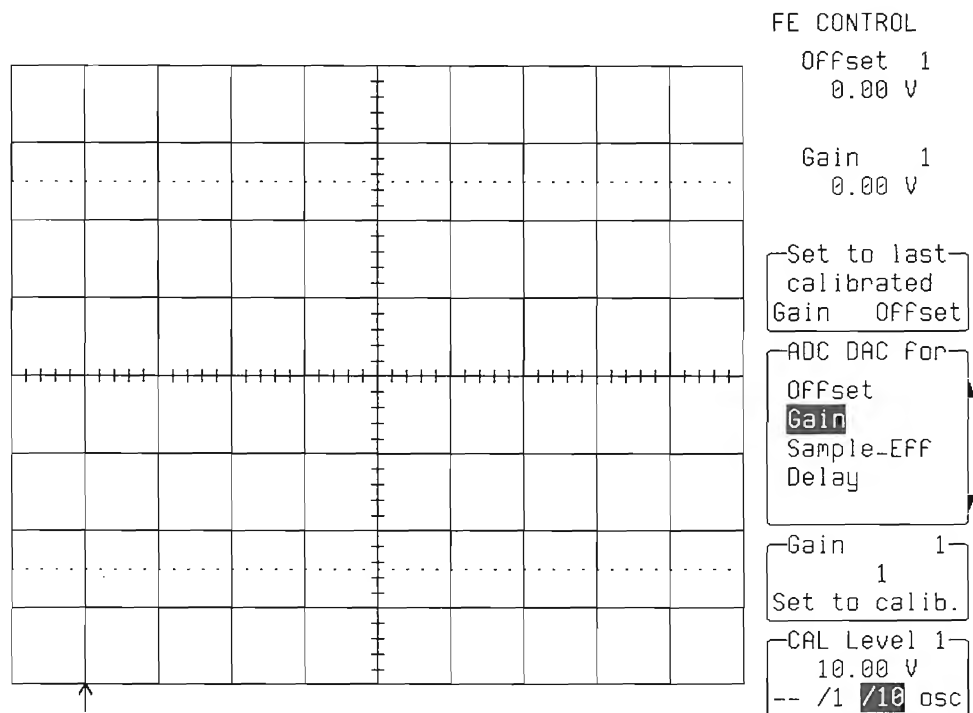 FE CONTROL
Offset 1
0.00 V
Gain 1
0.00 V
Set to last
calibrated
Gain Offset
ADC DAC for
Offset
Gain
Sample_Eff
Delay
Gain 1
1
Set to calib.
CAL Level 1
10.00 V
-- /1 /10 osc